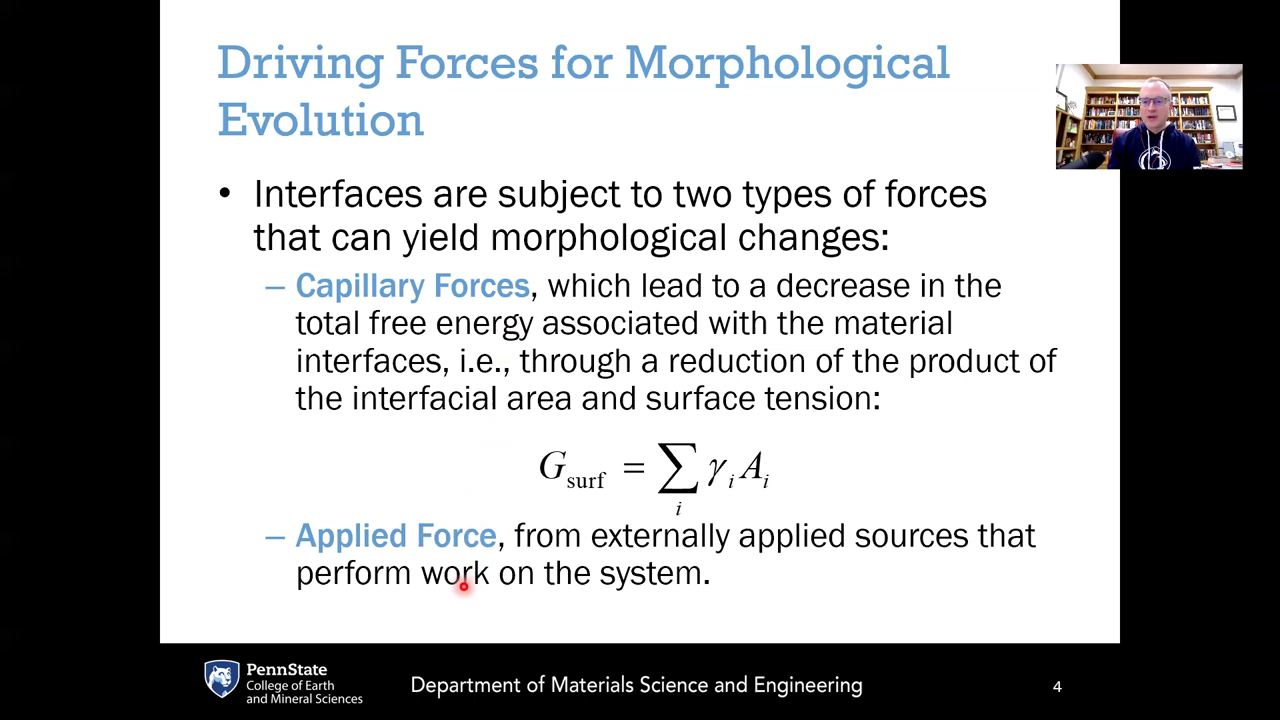 Driving Forces for Morphological
Evolution
• Interfaces are subject to two types of forces
that can yield morphological changes:
– Capillary Forces, which lead to a decrease in the
total free energy associated with the material
interfaces, i.e., through a reduction of the product of
the interfacial area and surface tension:
G_surf = ∑_i γ_i A_i
– Applied Force, from externally applied sources that
perform work on the system.
PennState
College of Earth
and Mineral Sciences
Department of Materials Science and Engineering
4